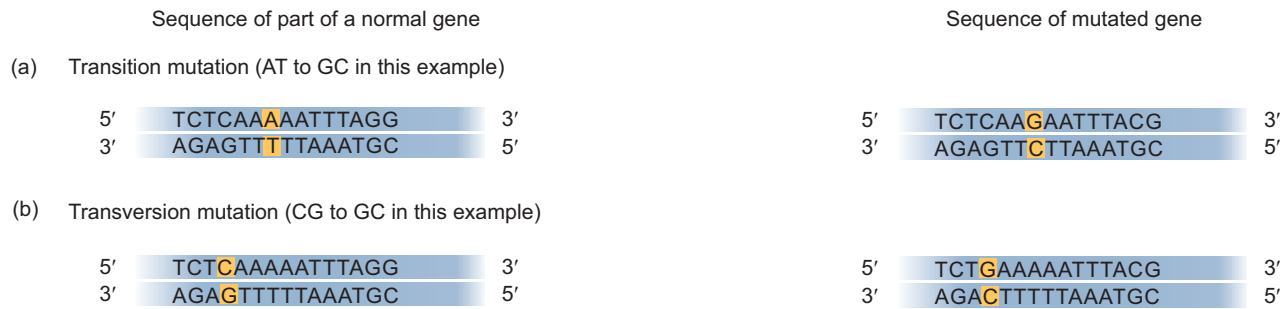 Sequence of part of a normal gene Sequence of mutated gene
(a) Transition mutation (AT to GC in this example)
5′ TCTCAAAAATTTAGG 3′ 5′ TCTCAAGAATTTACG 3′
3′ AGAGTTTTTAAATGC 5′ 3′ AGAGTTCTTAAATGC 5′
(b) Transversion mutation (CG to GC in this example)
5′ TCTCAAAAATTTAGG 3′ 5′ TCTGAAAAATTTACG 3′
3′ AGAGTTTTTAAATGC 5′ 3′ AGACTTTTTAAATGC 5′